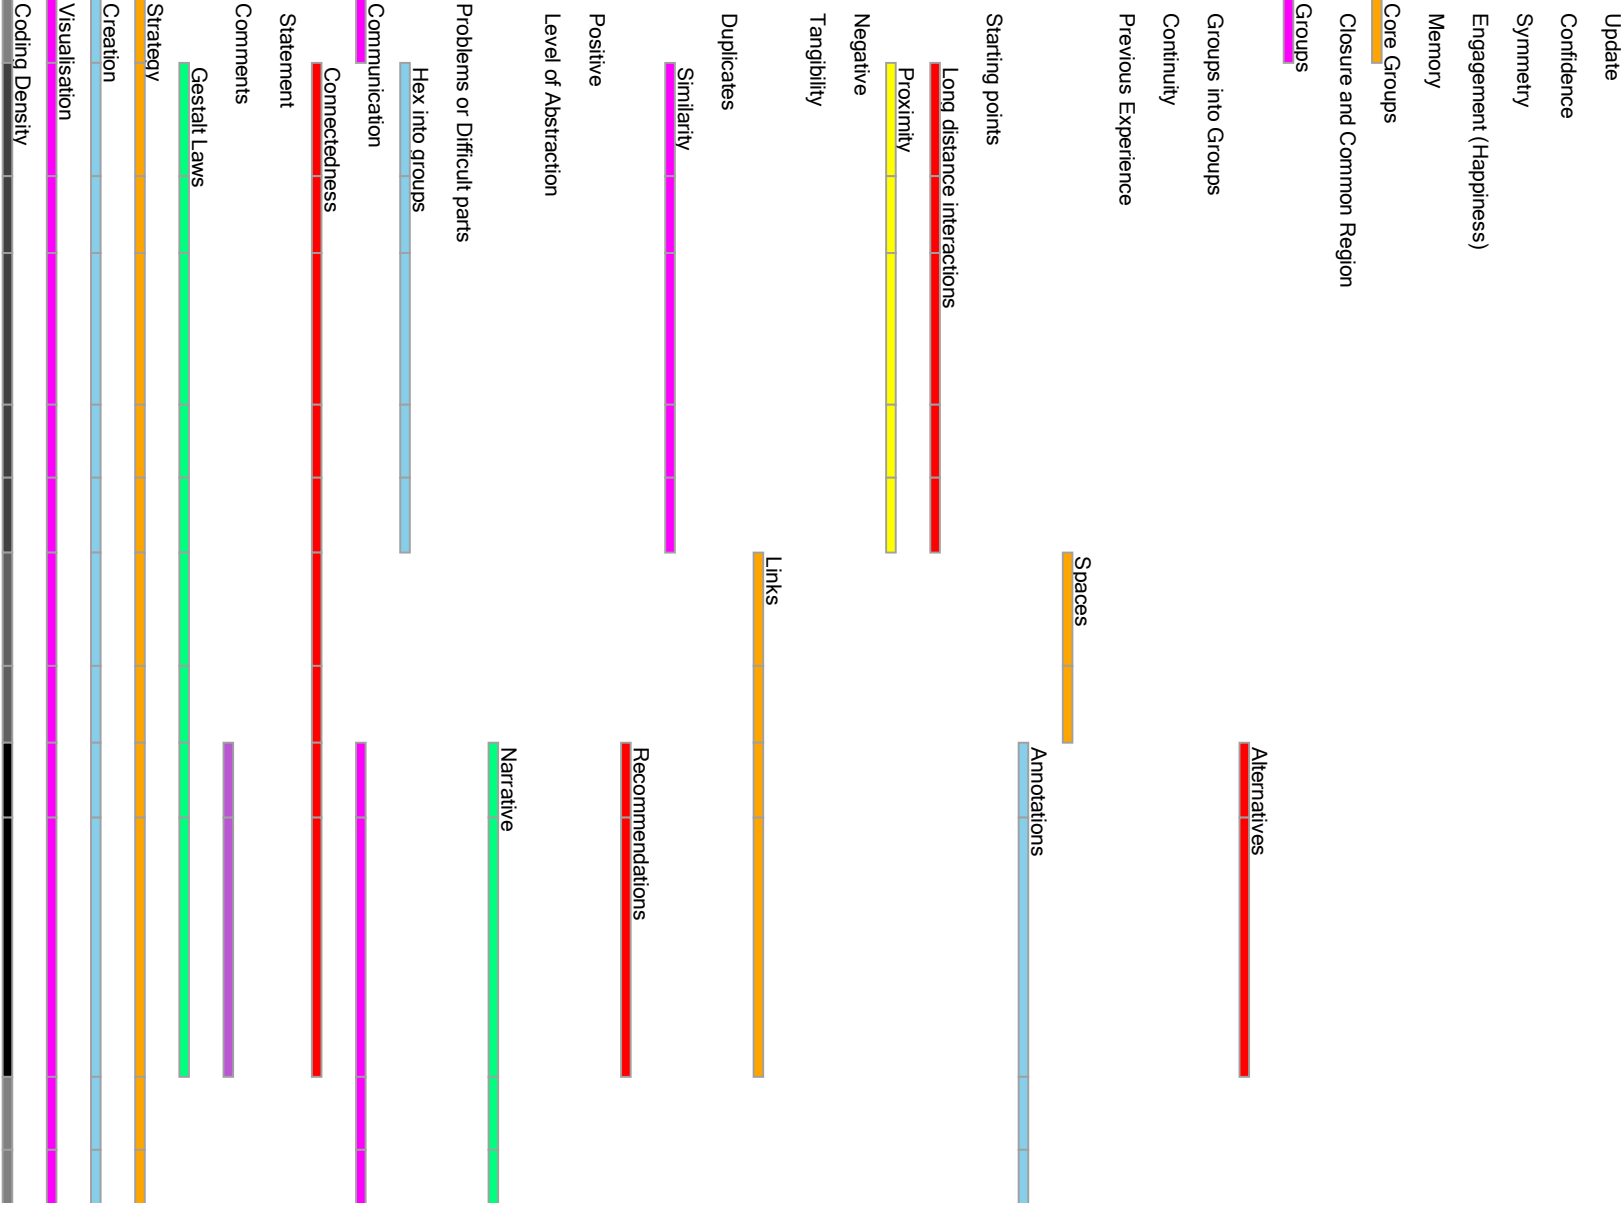 Coding Density
Visualisation
Creation
Strategy
Gestalt Laws
Comments
Statement
Connectedness
Communication
Hex into groups
Problems or Difficult parts
Narrative
Level of Abstraction
Positive
Recommendations
Similarity
Duplicates
Links
Tangibility
Negative
Proximity
Long distance interactions
Starting points
Annotations
Spaces
Previous Experience
Continuity
Groups into Groups
Alternatives
Groups
Closure and Common Region
Core Groups
Memory
Engagement (Happiness)
Symmetry
Confidence
Update